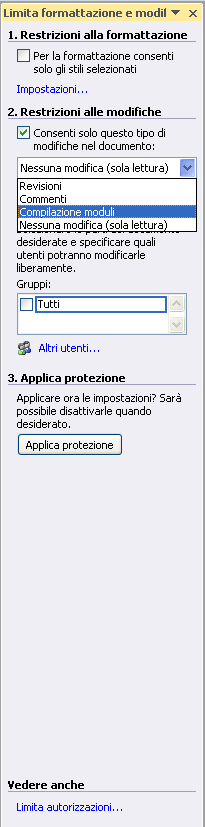 Limita formattazione e modif
1. Restrizioni alla formattazione
Per la formattazione consenti
solo gli stili selezionati
Impostazioni...
2. Restrizioni alle modifiche
Consenti solo questo tipo di
modifiche nel documento:
Nessuna modifica (sola lettura)
Revisioni
Commenti
Compilazione moduli
Nessuna modifica (sola lettura)
desiderate e specificare quali
utenti potranno modificarle
liberamente.
Gruppi:
Tutti
Altri utenti...
3. Applica protezione
Applicare ora le impostazioni? Sarà
possibile disattivarle quando
desiderato.
Applica protezione
Vedere anche
Limita autorizzazioni...